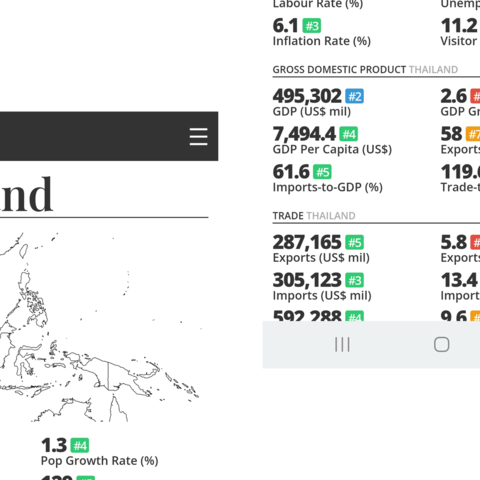 and
1.3 #4
Pop Growth Rate (%)
Labour Rate (%)
6.1 #3
11.2
Inflation Rate (%)
Visitor
GROSS DOMESTIC PRODUCT THAILAND
495,302 #2
2.6
GDP (US$ mil)
GDP Gr
7,494.4 #4
58 #7
GDP Per Capita (US$)
Exports
61.6 #5
119.6
Imports-to-GDP (%)
Trade-t
TRADE THAILAND
287,165 #5
5.8 #
Exports (US$ mil)
Exports
305,123 #3
13.4
Imports (US$ mil)
Import
592,288 #4
9.6 #